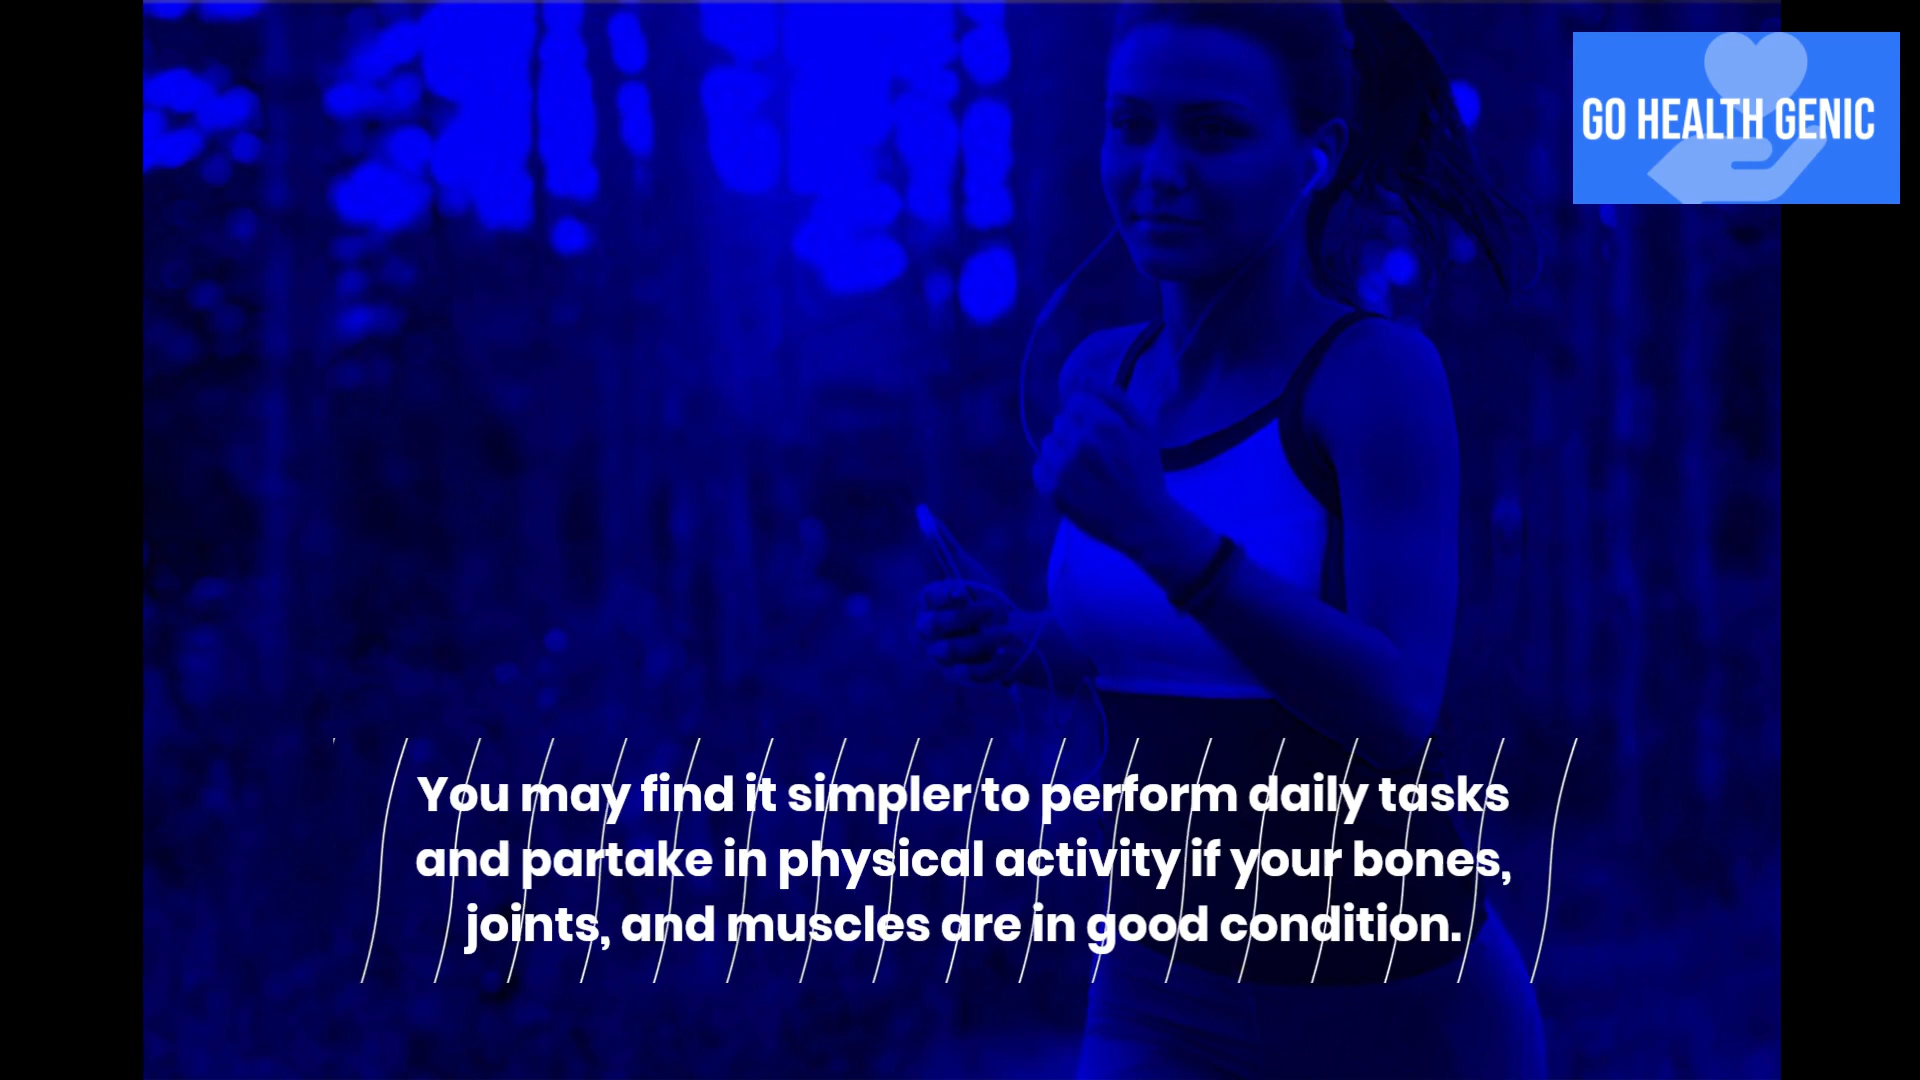 GO HEALTH GENIC
You may find it simpler to perform daily tasks
and partake in physical activity if your bones,
joints, and muscles are in good condition.